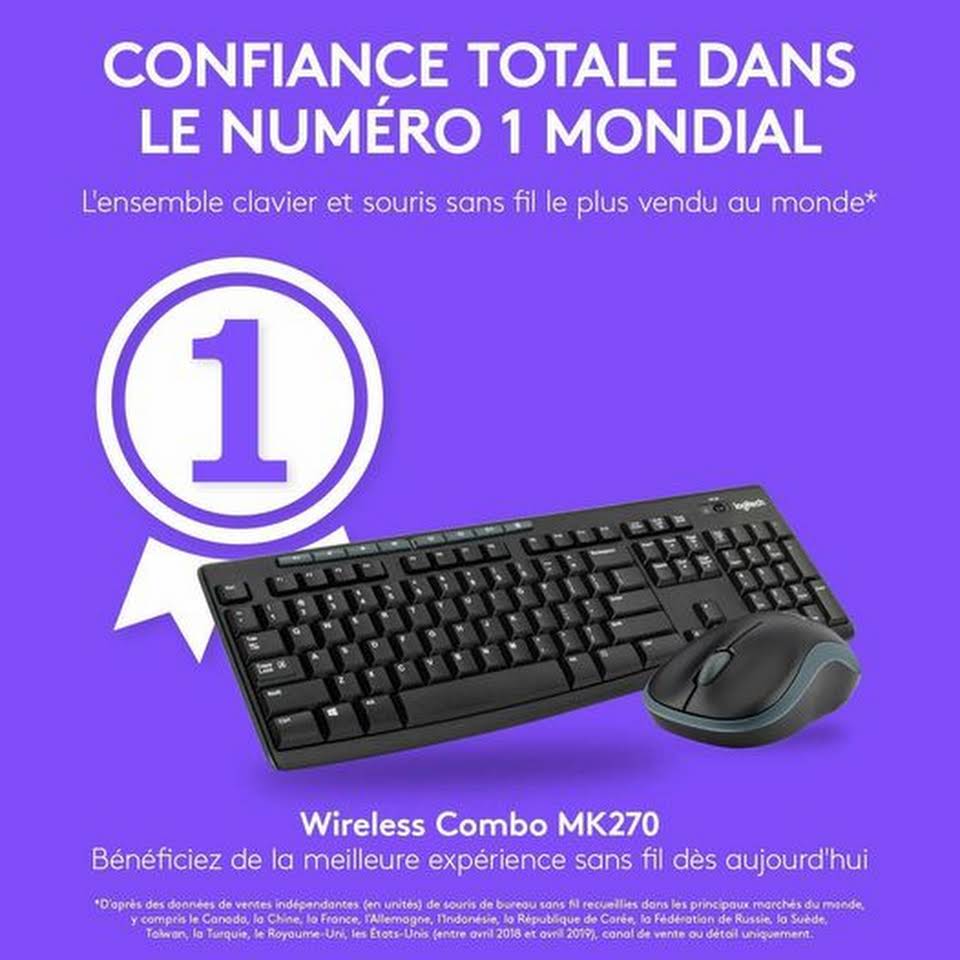 CONFIANCE TOTALE DANS
LE NUMÉRO 1 MONDIAL
L'ensemble clavier et souris sans fil le plus vendu au monde*
1
logitech
Wireless Combo MK270
Bénéficiez de la meilleure expérience sans fil dès aujourd'hui
*D'après des données de ventes indépendantes (en unités) de souris de bureau sans fil recueillies dans les principaux marchés du monde,
y compris le Canada, la Chine, la France, l'Allemagne, l'Indonésie, la République de Corée, la Fédération de Russie, la Suède,
Taïwan, la Turquie, le Royaume-Uni, les États-Unis (entre avril 2018 et avril 2019), canal de vente au détail uniquement.